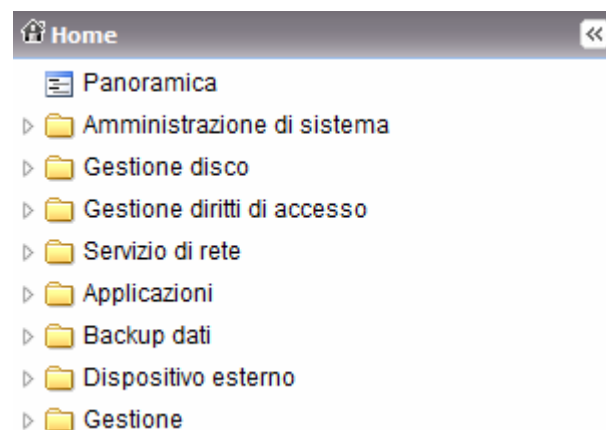 Home
Panoramica
Amministrazione di sistema
Gestione disco
Gestione diritti di accesso
Servizio di rete
Applicazioni
Backup dati
Dispositivo esterno
Gestione